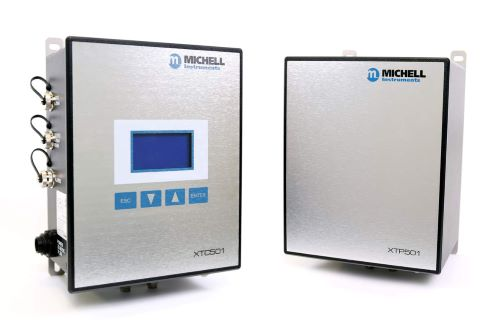 m MICHELL
Instruments
ESC ENTER
XTC501
m MICHELL
Instruments
XTP501